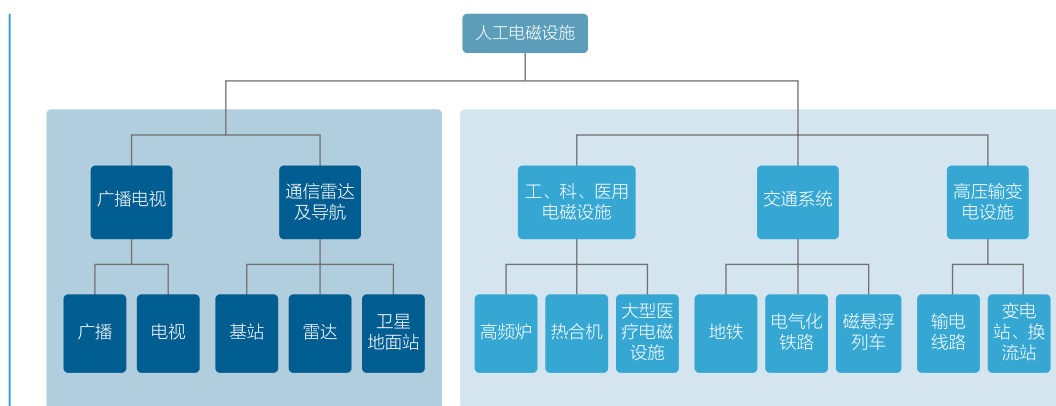 人工电磁设施
广播电视
通信雷达
及导航
工、科、医用
电磁设施
交通系统
高压输变
电设施
广播
电视
基站
雷达
卫星
地面站
高频炉
热合机
大型医
疗电磁
设施
地铁
电气化
铁路
磁悬浮
列车
输电
线路
变电
站、换
流站